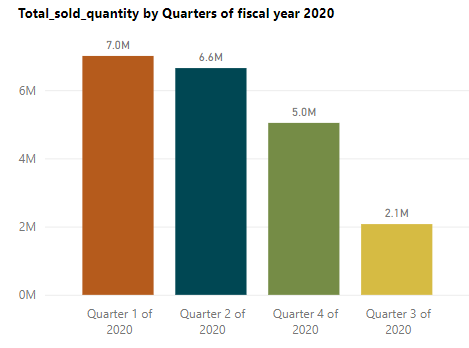 Total_sold_quantity by Quarters of fiscal year 2020
7.0M
6.6M
5.0M
2.1M
6M
4M
2M
0M
Quarter 1 of
2020
Quarter 2 of
2020
Quarter 4 of
2020
Quarter 3 of
2020